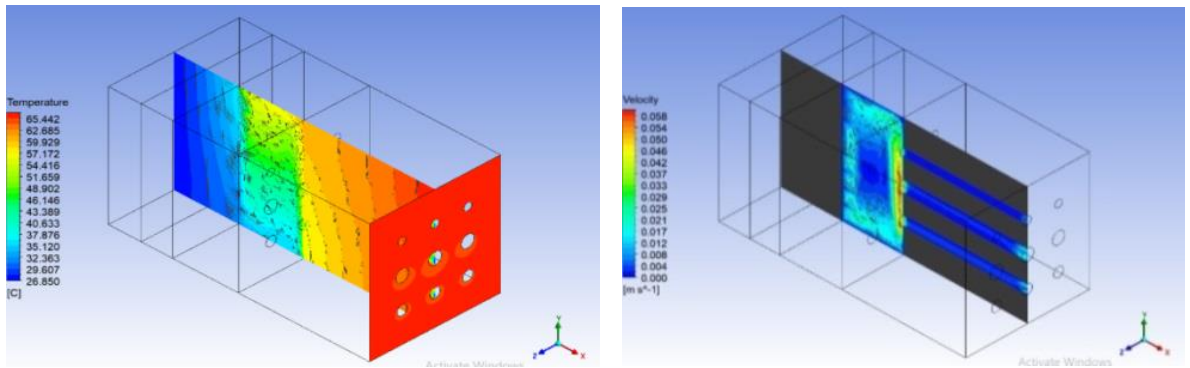 Temperature
65.442
62.685
59.929
57.172
54.416
51.659
48.902
46.146
43.389
40.633
37.876
35.120
32.363
29.607
26.850
[C]
Y
Z
X
Activate Windows
Velocity
0.058
0.054
0.050
0.046
0.042
0.037
0.033
0.029
0.025
0.021
0.017
0.012
0.008
0.004
0.000
[m s^-1]
Y
Z
X
Activate Windows